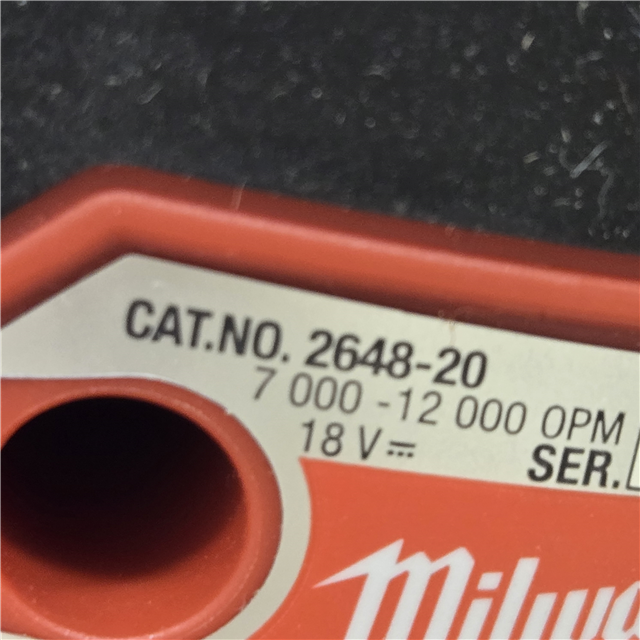 CAT.NO. 2648-20
7 000 -12 000 OPM
18 V ⎓
SER.